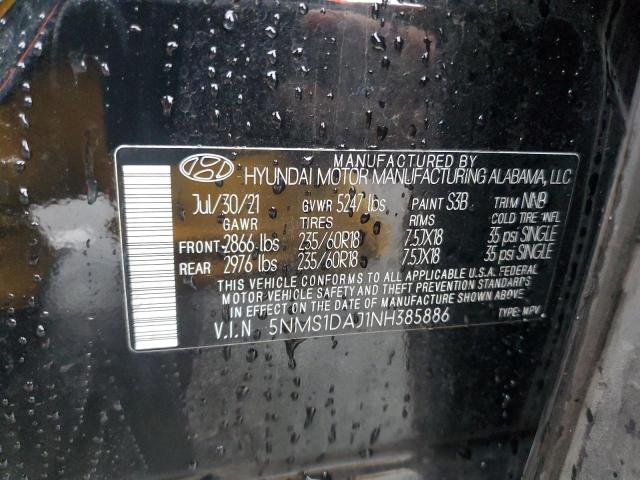 MANUFACTURED BY
HYUNDAI MOTOR MANUFACTURING ALABAMA, LLC
Jul/30/21 GVWR 5247 lbs PAINT S3B TRIM NNB
GAWR TIRES RIMS COLD TIRE INFL
FRONT 2866 lbs 235/60R18 7.5JX18 35 psi SINGLE
REAR 2976 lbs 235/60R18 7.5JX18 35 psi SINGLE
THIS VEHICLE CONFORMS TO ALL APPLICABLE U.S.A. FEDERAL
MOTOR VEHICLE SAFETY, BUMPER, AND THEFT PREVENTION
STANDARDS IN EFFECT ON THE DATE OF MANUFACTURE SHOWN ABOVE.
V.I.N 5NMS1DAJ1NH385886 TYPE: MPV